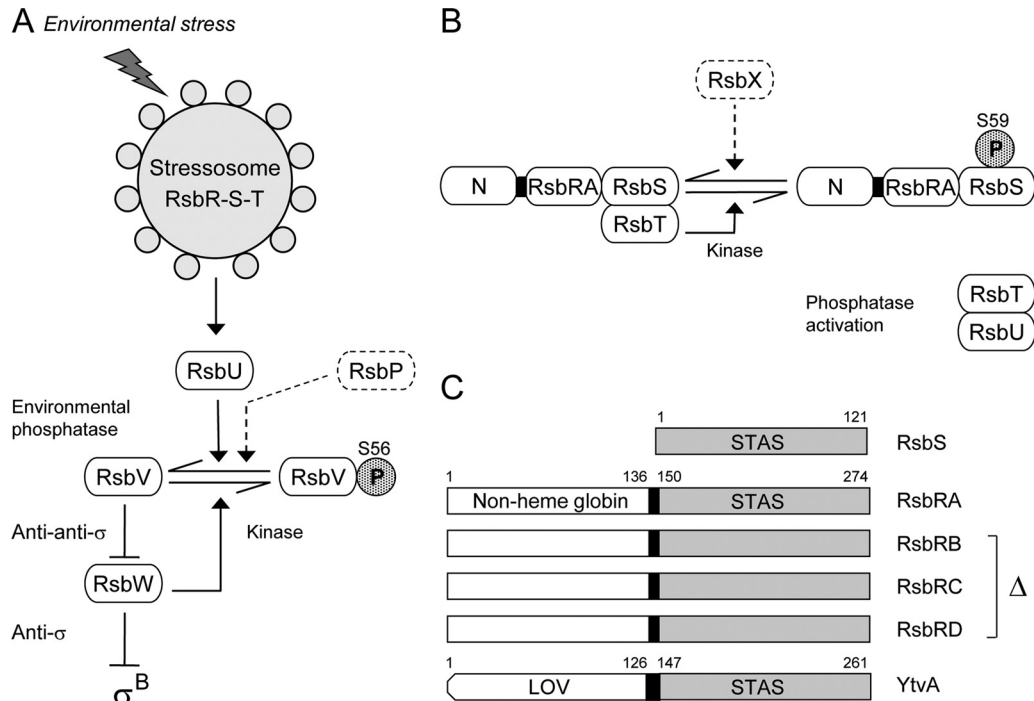 A
Environmental stress
Stressosome
RsbR-S-T
RsbU
RsbP
Environmental
phosphatase
S56
RsbV
RsbV
P
Anti-anti-σ
Kinase
RsbW
Anti-σ
σB
B
RsbX
S59
P
N
RsbRA
RsbS
N
RsbRA
RsbS
RsbT
Kinase
Phosphatase
activation
RsbT
RsbU
C
1 121
STAS RsbS
1 136 150 274
Non-heme globin STAS RsbRA
RsbRB
RsbRC Δ
RsbRD
1 126 147 261
LOV STAS YtvA